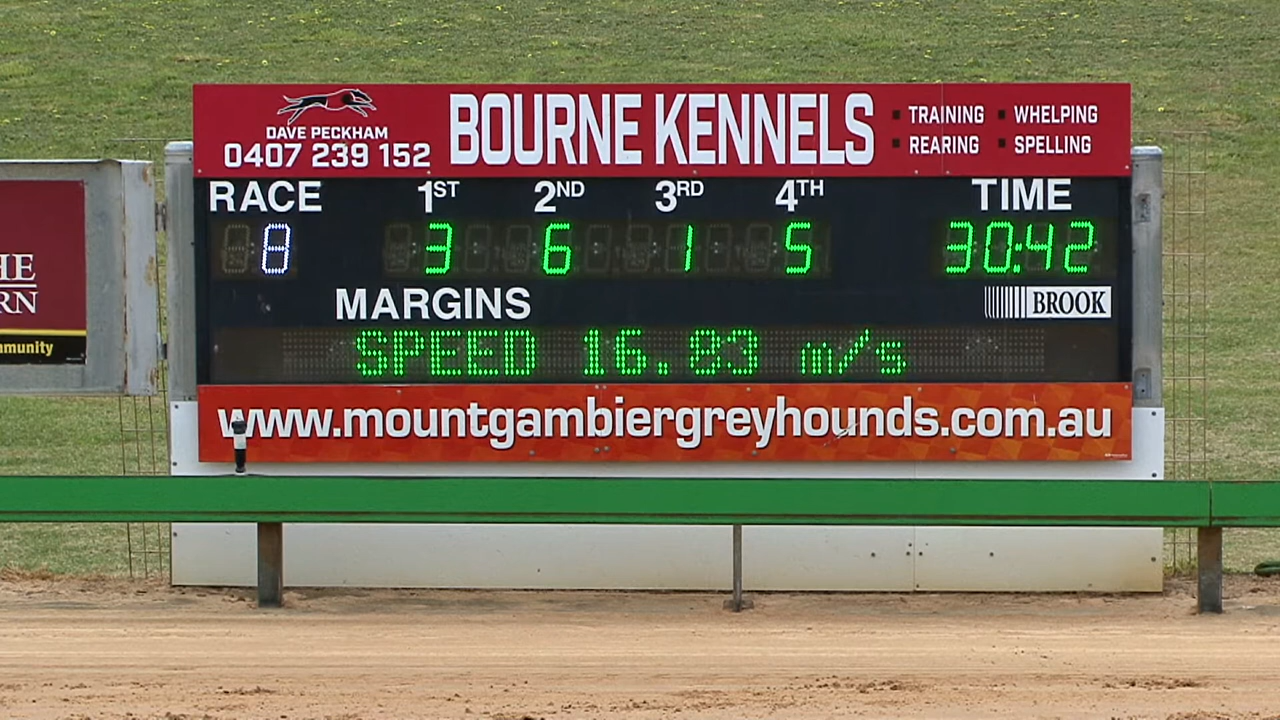 BOURNE KENNELS
DAVE PECKHAM
0407 239 152
TRAINING WHELPING
REARING SPELLING
RACE 1ST 2ND 3RD 4TH TIME
8 3 6 1 5 30:42
MARGINS
BROOK
SPEED 16.83 m/s
www.mountgambiergreyhounds.com.au
HE
RN
mmunity